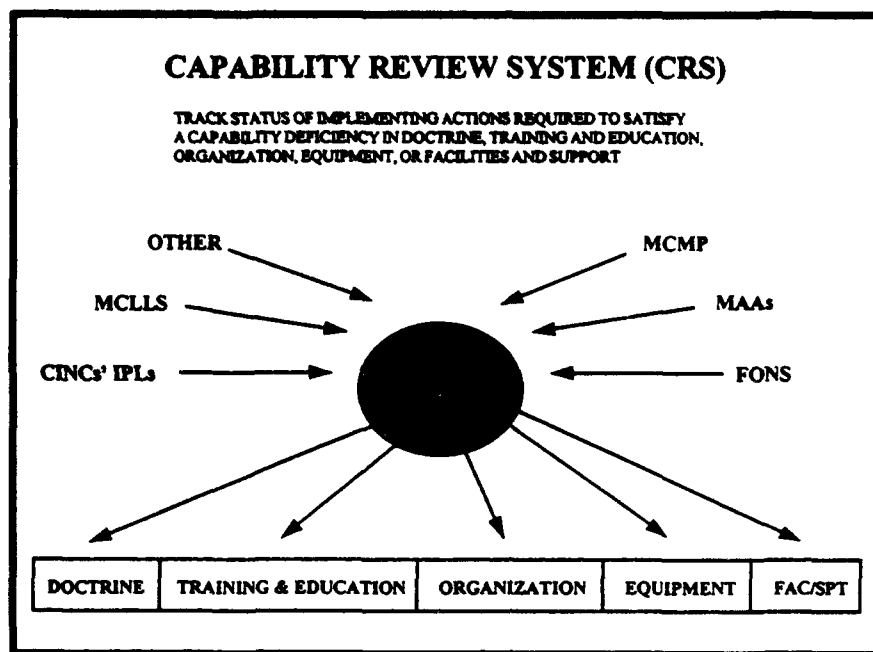 CAPABILITY REVIEW SYSTEM (CRS)
TRACK STATUS OF IMPLEMENTING ACTIONS REQUIRED TO SATISFY
A CAPABILITY DEFICIENCY IN DOCTRINE, TRAINING AND EDUCATION,
ORGANIZATION, EQUIPMENT, OR FACILITIES AND SUPPORT
OTHER
MCMP
MCLLS
MAAs
CINCs' IPLs
FONS
DOCTRINE
TRAINING & EDUCATION
ORGANIZATION
EQUIPMENT
FAC/SPT